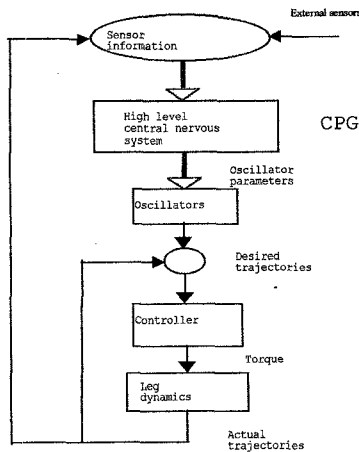 External sensors
Sensor
information
High level
central nervous
system
CPG
Oscillator
parameters
Oscillators
Desired
trajectories
Controller
Torque
Leg
dynamics
Actual
trajectories